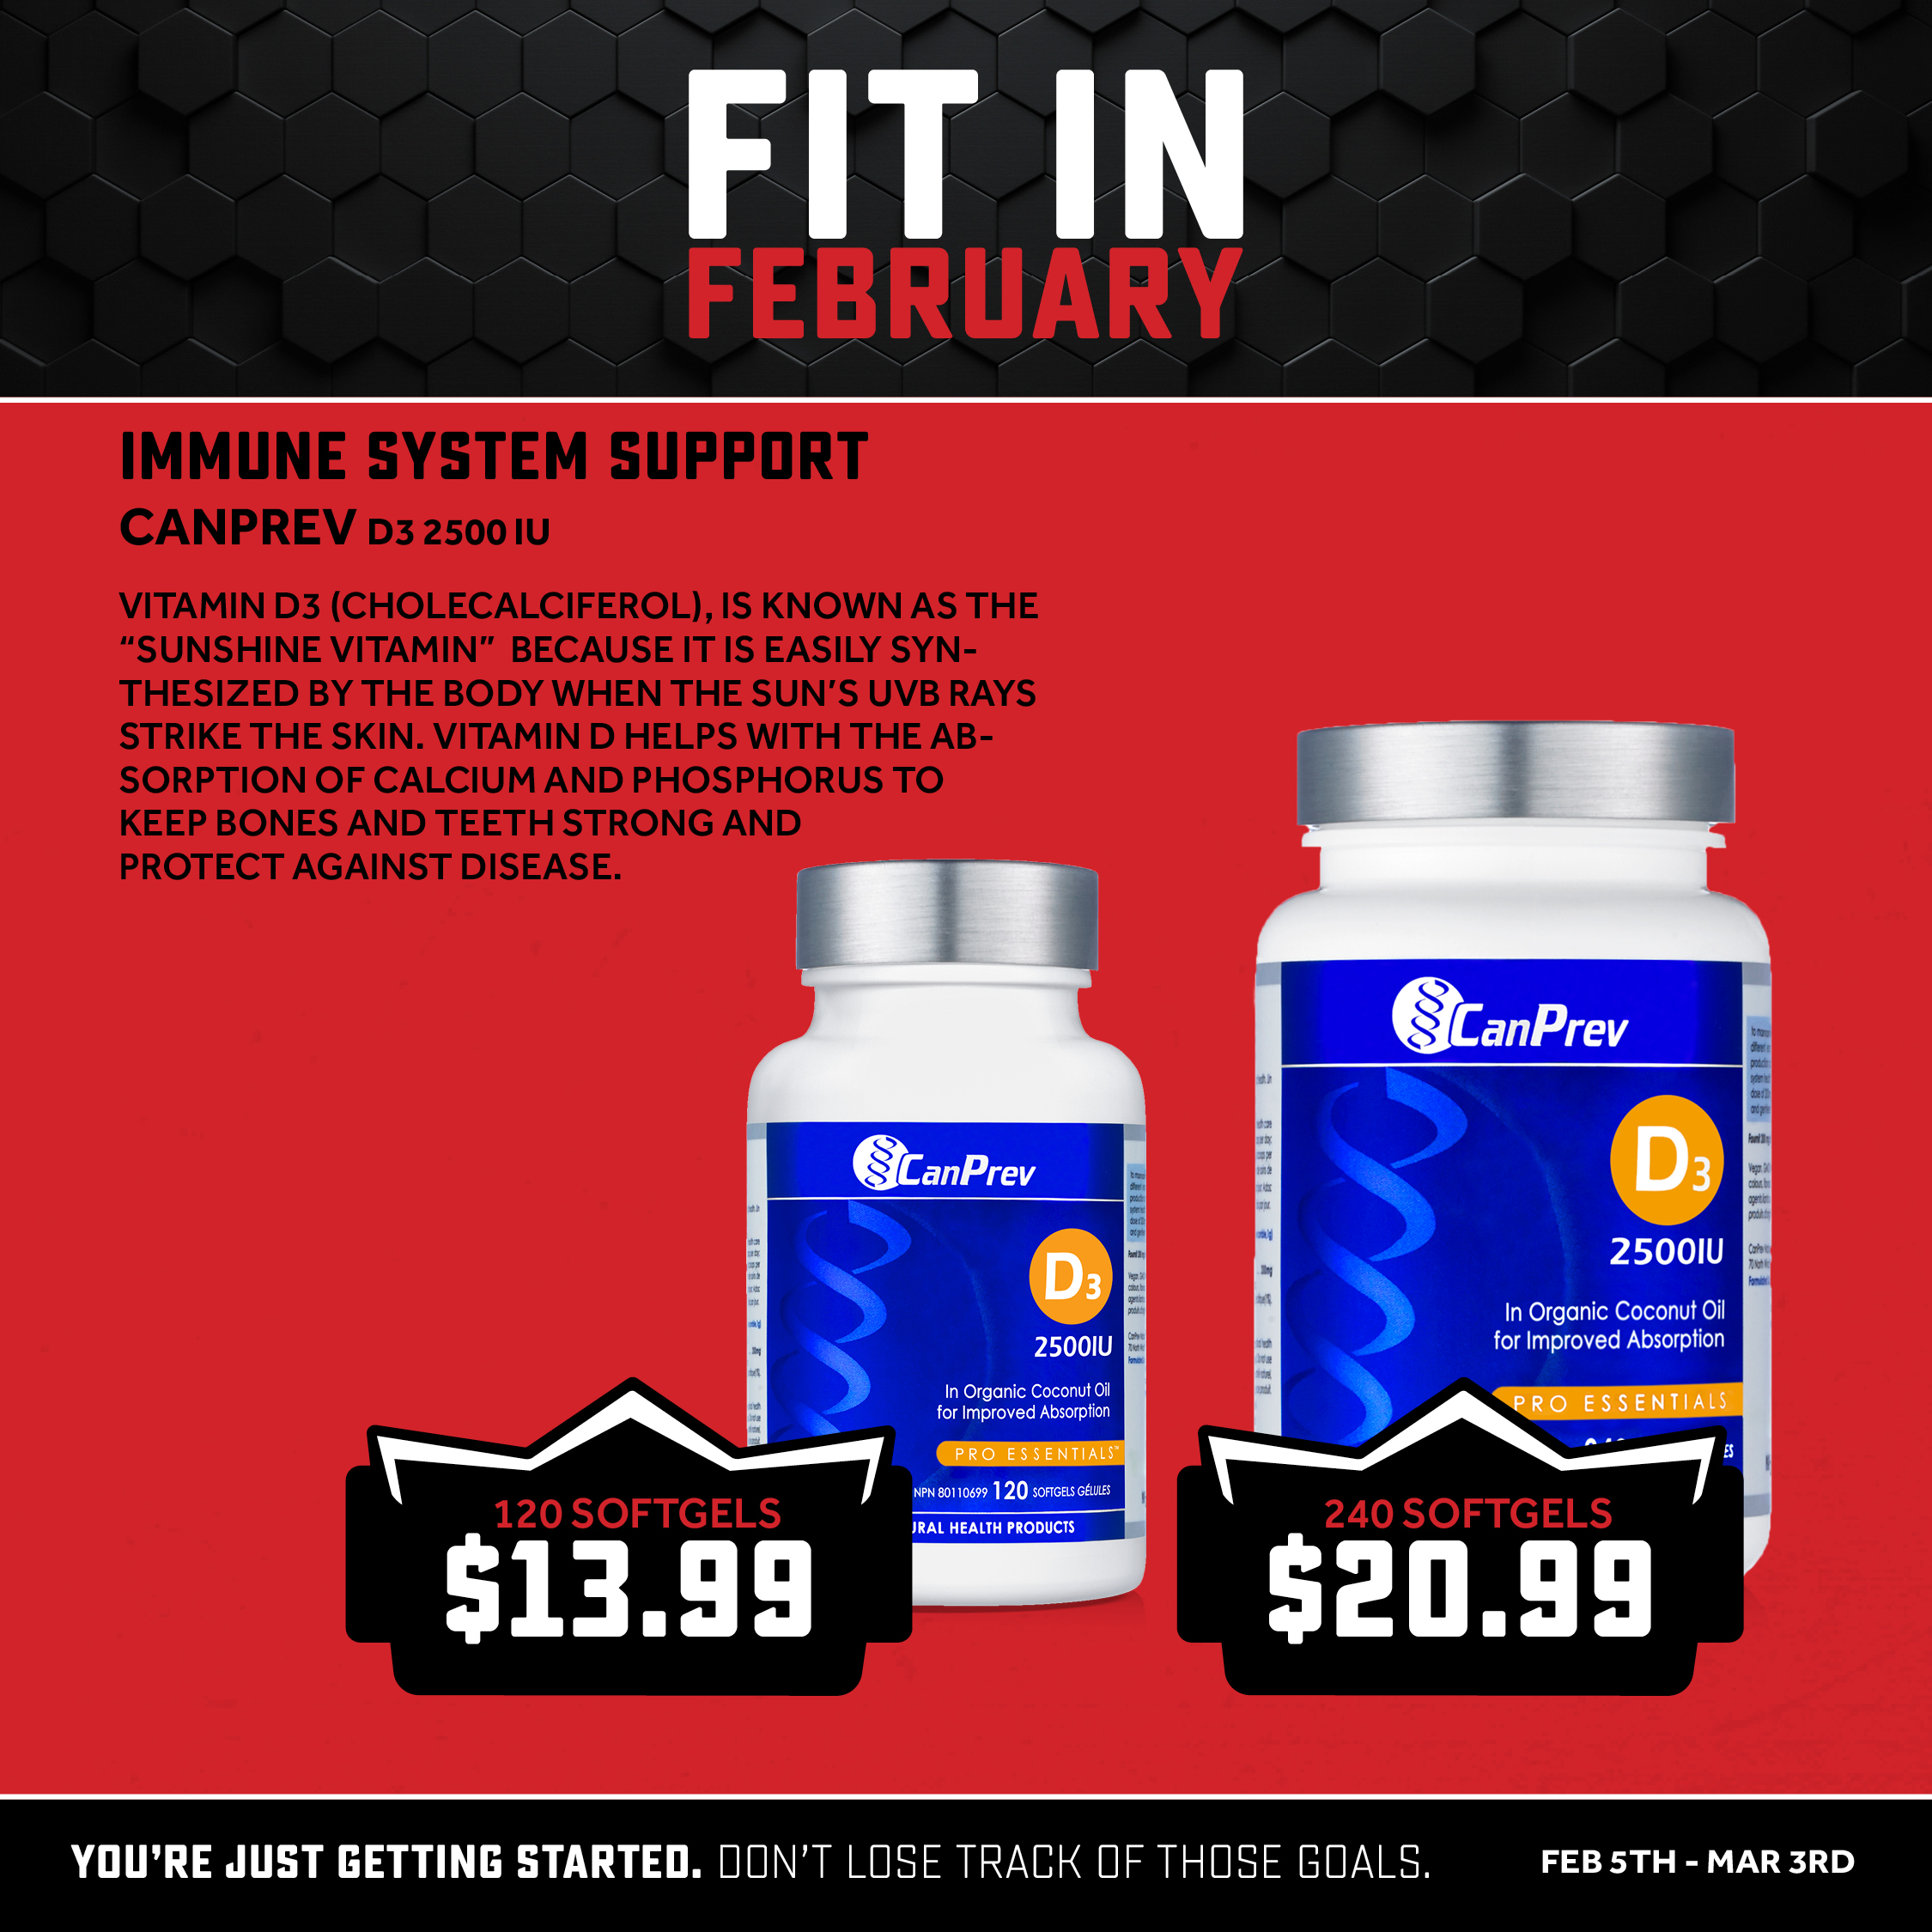 FIT IN
FEBRUARY
IMMUNE SYSTEM SUPPORT
CANPREV D3 2500 IU
VITAMIN D3 (CHOLECALCIFEROL), IS KNOWN AS THE
“SUNSHINE VITAMIN” BECAUSE IT IS EASILY SYN-
THESIZED BY THE BODY WHEN THE SUN’S UVB RAYS
STRIKE THE SKIN. VITAMIN D HELPS WITH THE AB-
SORPTION OF CALCIUM AND PHOSPHORUS TO
KEEP BONES AND TEETH STRONG AND
PROTECT AGAINST DISEASE.
CanPrev
D3
2500IU
In Organic Coconut Oil
for Improved Absorption
PRO ESSENTIALS™
NPN 80110699 120 SOFTGELS GÉLULES
HEALTH PRODUCTS
120 SOFTGELS
$13.99
CanPrev
D3
2500IU
In Organic Coconut Oil
for Improved Absorption
PRO ESSENTIALS
240 SOFTGELS
$20.99
YOU’RE JUST GETTING STARTED. DON’T LOSE TRACK OF THOSE GOALS.
FEB 5TH - MAR 3RD